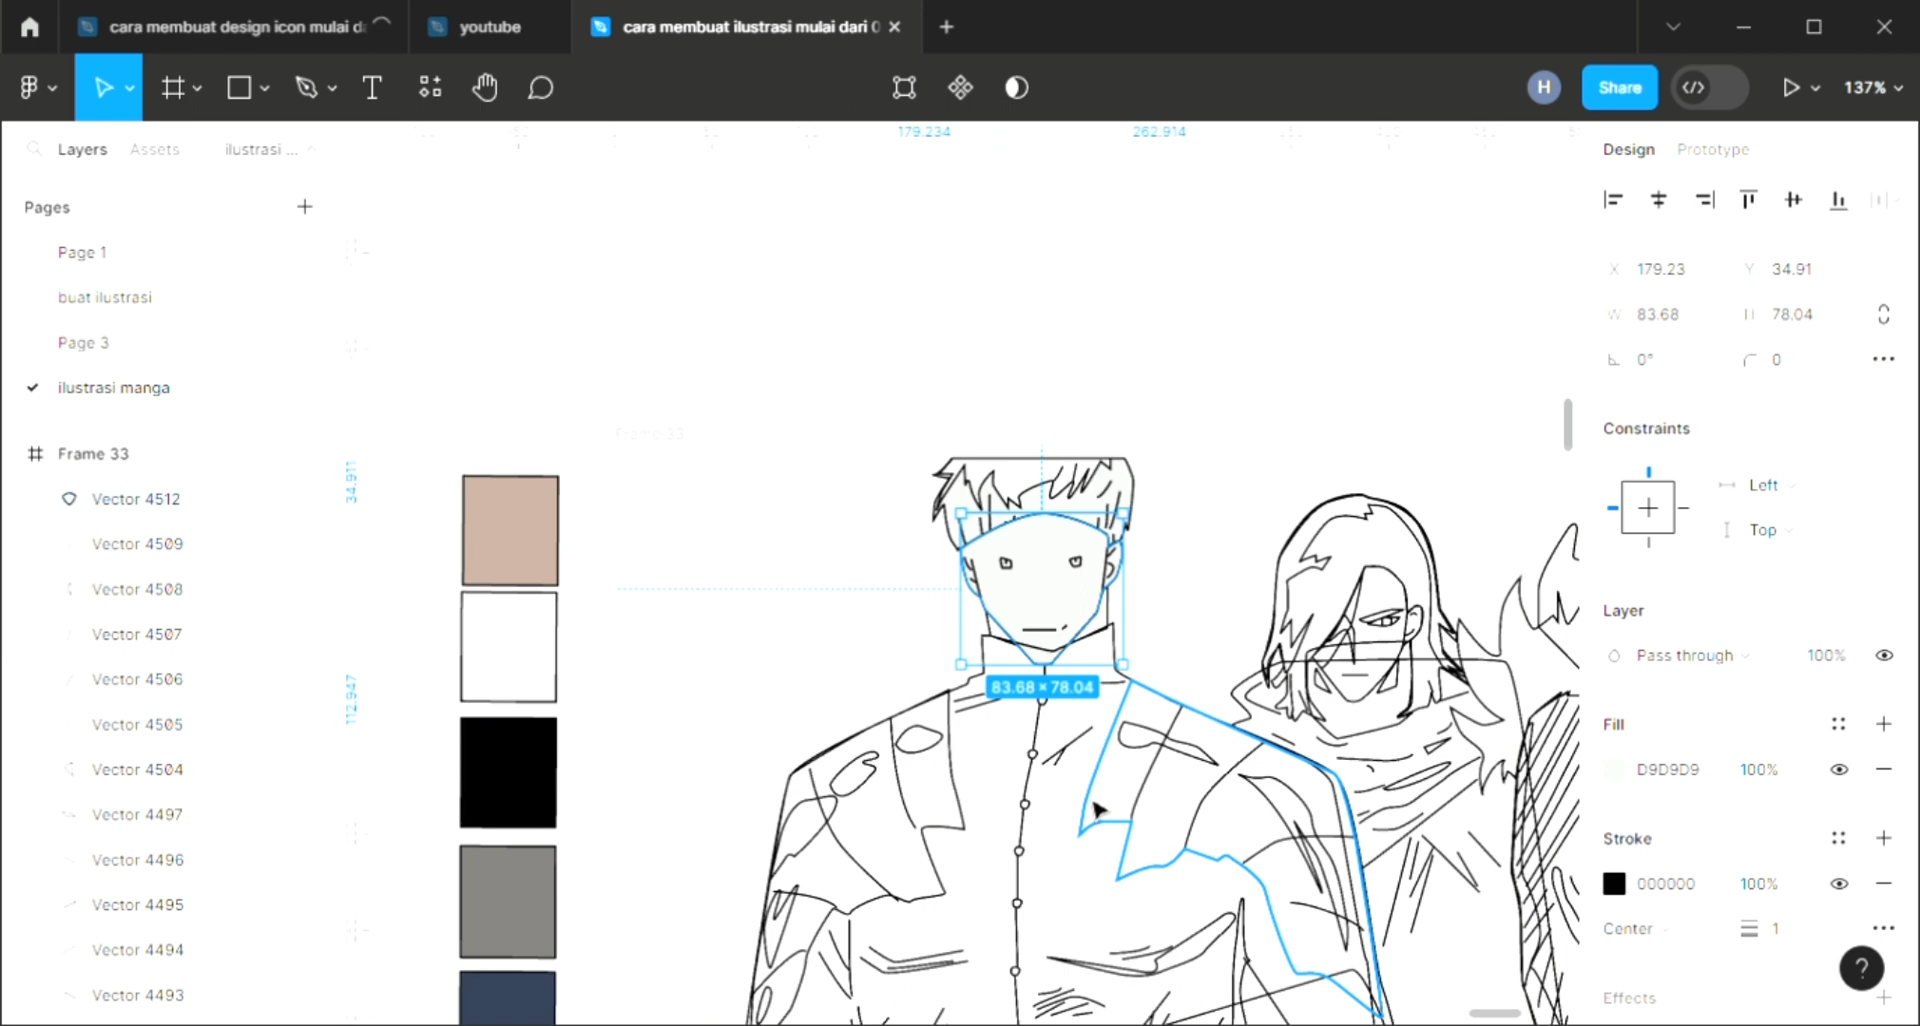 cara membuat design icon mulai d
youtube
cara membuat ilustrasi mulai dari 0
H
Share
137%
Layers
Assets
ilustrasi ...
179.234
262.914
Design
Prototype
Pages
Page 1
buat ilustrasi
Page 3
ilustrasi manga
Frame 33
Vector 4512
Vector 4509
Vector 4508
Vector 4507
Vector 4506
Vector 4505
Vector 4504
Vector 4497
Vector 4496
Vector 4495
Vector 4494
Vector 4493
34.911
112.947
Frame 33
83.68 × 78.04
X 179.23 Y 34.91
W 83.68 H 78.04
0° 0
Constraints
Left
Top
Layer
Pass through 100%
Fill
D9D9D9 100%
Stroke
000000 100%
Center 1
Effects
?